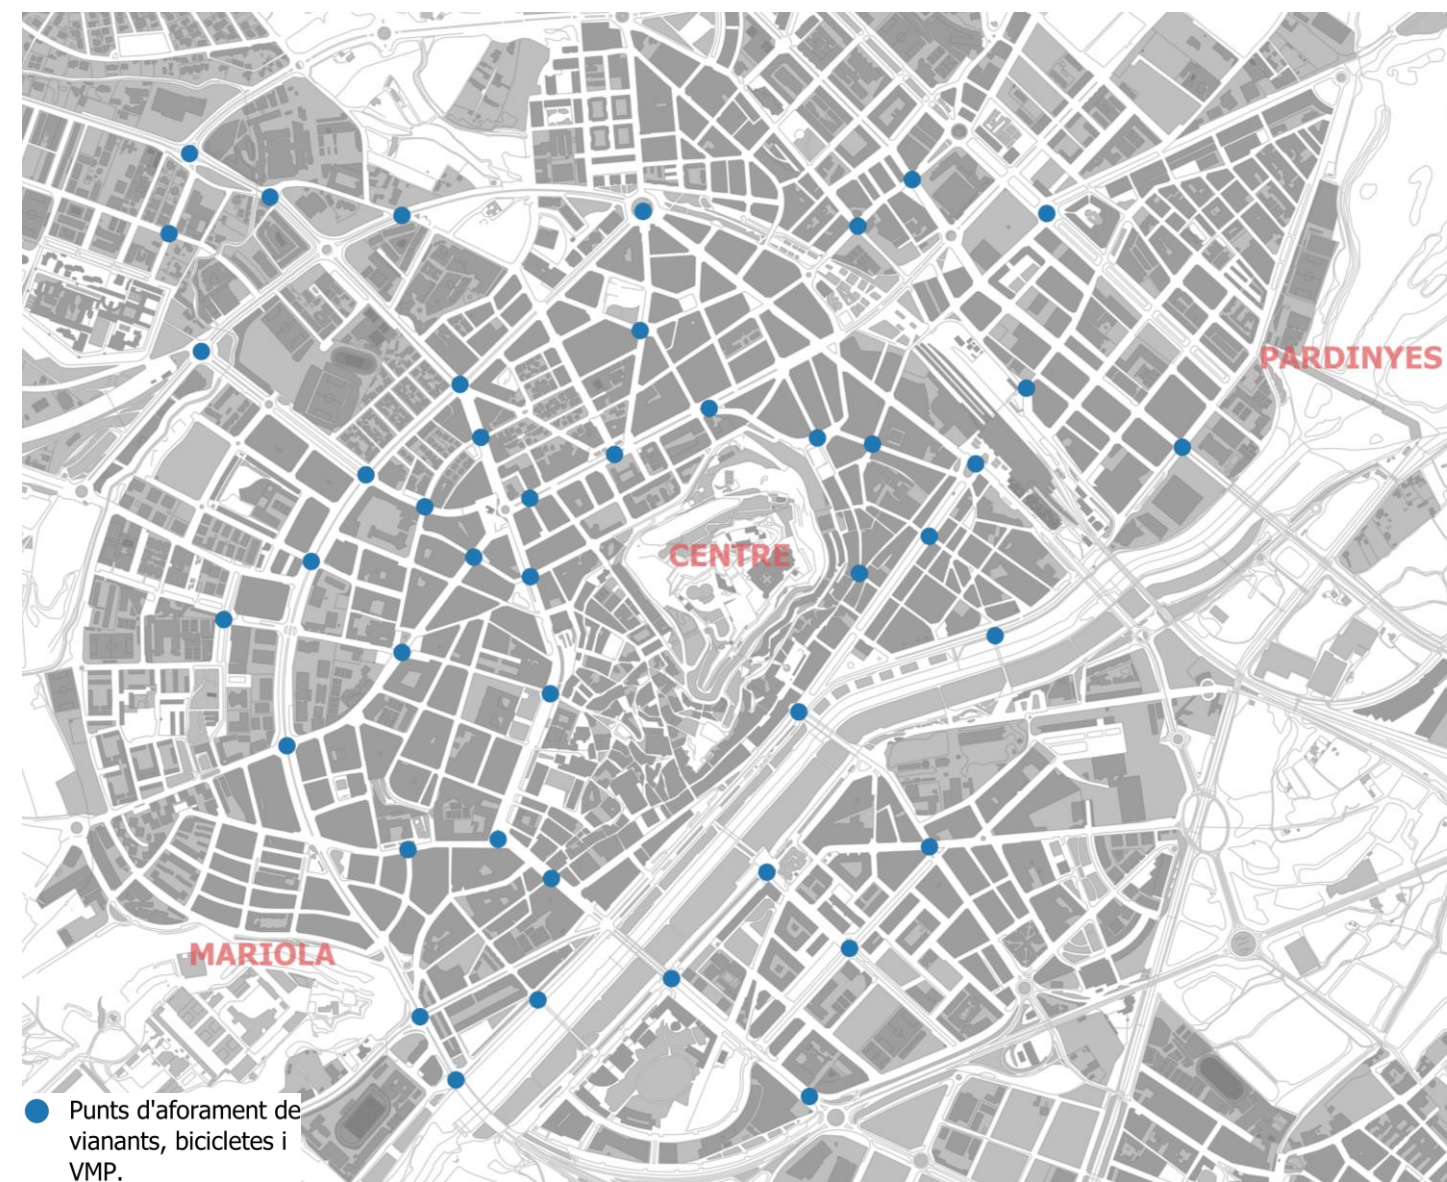 PARDINYES
CENTRE
MARIOLA
Punts d'aforament de
vianants, bicicletes i
VMP.